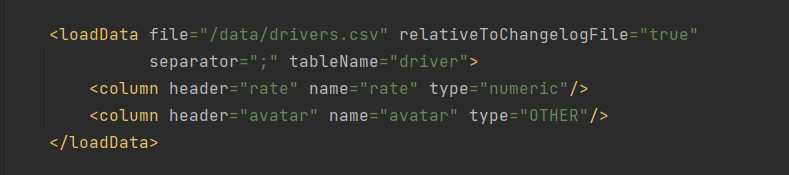 <loadData file="/data/drivers.csv" relativeToChangelogFile="true"
separator=";" tableName="driver">
<column header="rate" name="rate" type="numeric"/>
<column header="avatar" name="avatar" type="OTHER"/>
</loadData>